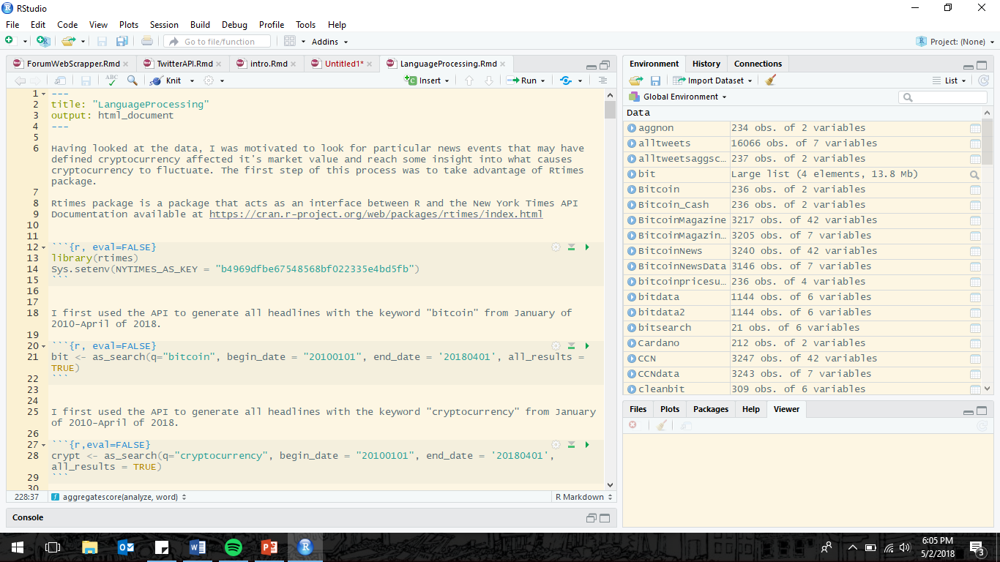 RStudio
File Edit Code View Plots Session Build Debug Profile Tools Help
Go to file/function Addins Project: (None)
ForumWebScrapper.Rmd TwitterAPI.Rmd intro.Rmd Untitled1* LanguageProcessing.Rmd
ABC Knit Insert Run
1 ---
2 title: "LanguageProcessing"
3 output: html_document
4 ---
5
6 Having looked at the data, I was motivated to look for particular news events that may have
defined cryptocurrency affected it's market value and reach some insight into what causes
cryptocurrency to fluctuate. The first step of this process was to take advantage of Rtimes
package.
7
8 Rtimes package is a package that acts as an interface between R and the New York Times API
9 Documentation available at https://cran.r-project.org/web/packages/rtimes/index.html
10
11
12 ```{r, eval=FALSE}
13 library(rtimes)
14 Sys.setenv(NYTIMES_AS_KEY = "b4969dfbe67548568bf022335e4bd5fb")
15 ```
16
17
18 I first used the API to generate all headlines with the keyword "bitcoin" from January of
2010-April of 2018.
19
20 ```{r, eval=FALSE}
21 bit <- as_search(q="bitcoin", begin_date = "20100101", end_date = '20180401', all_results =
TRUE)
22 ```
23
24
25 I first used the API to generate all headlines with the keyword "cryptocurrency" from January
of 2010-April of 2018.
26
27 ```{r,eval=FALSE}
28 crypt <- as_search(q="cryptocurrency", begin_date = "20100101", end_date = '20180401',
all_results = TRUE)
29 ```
30
228:37 aggregatescore(analyze, word) R Markdown
Console
Environment History Connections
Import Dataset List
Global Environment
Data
aggnon 234 obs. of 2 variables
alltweets 16066 obs. of 7 variables
alltweetsaggsc... 237 obs. of 2 variables
bit Large list (4 elements, 13.8 Mb)
Bitcoin 236 obs. of 2 variables
Bitcoin_Cash 236 obs. of 2 variables
BitcoinMagazine 3217 obs. of 42 variables
BitcoinMagazin... 3205 obs. of 7 variables
BitcoinNews 3240 obs. of 42 variables
BitcoinNewsData 3146 obs. of 7 variables
bitcoinpricesu... 236 obs. of 4 variables
bitdata 1144 obs. of 6 variables
bitdata2 1144 obs. of 6 variables
bitsearch 21 obs. of 6 variables
Cardano 212 obs. of 2 variables
CCN 3247 obs. of 42 variables
CCNdata 3243 obs. of 7 variables
cleanbit 309 obs. of 6 variables
Files Plots Packages Help Viewer
6:05 PM
5/2/2018
3